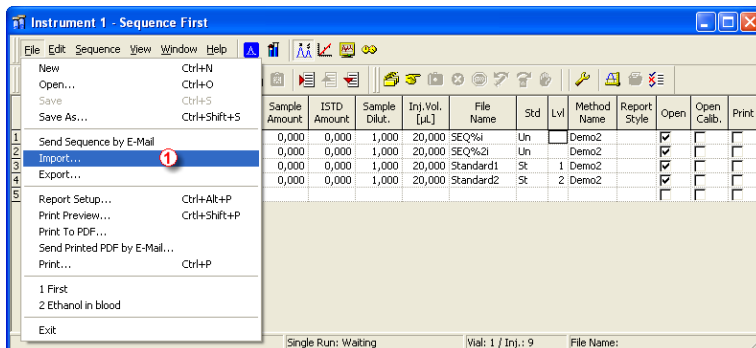 Instrument 1 - Sequence First
File Edit Sequence View Window Help
New Ctrl+N
Open... Ctrl+O
Save Ctrl+S
Save As... Ctrl+Shift+S
Send Sequence by E-Mail
Import... 1
Export...
Report Setup... Ctrl+Alt+P
Print Preview... Crtl+Shift+P
Print To PDF...
Send Printed PDF by E-Mail...
Print... Ctrl+P
1 First
2 Ethanol in blood
Exit
Sample Amount ISTD Amount Sample Dilut. Inj.Vol. [µL] File Name Std Lvl Method Name Report Style Open Open Calib. Print
1 0,000 0,000 1,000 20,000 SEQ%i Un Demo2
2 0,000 0,000 1,000 20,000 SEQ%2i Un Demo2
3 0,000 0,000 1,000 20,000 Standard1 St 1 Demo2
4 0,000 0,000 1,000 20,000 Standard2 St 2 Demo2
5
Single Run: Waiting Vial: 1 / Inj.: 9 File Name: